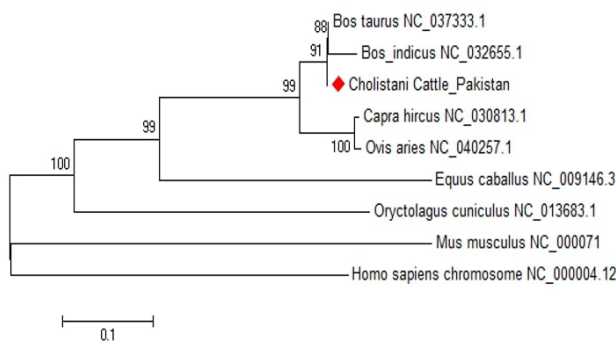 88
Bos taurus NC_037333.1
91
Bos_indicus NC_032655.1
99
Cholistani Cattle_Pakistan
Capra hircus NC_030813.1
99
100
Ovis aries NC_040257.1
100
Equus caballus NC_009146.3
Oryctolagus cuniculus NC_013683.1
Mus musculus NC_000071
Homo sapiens chromosome NC_000004.12
0.1